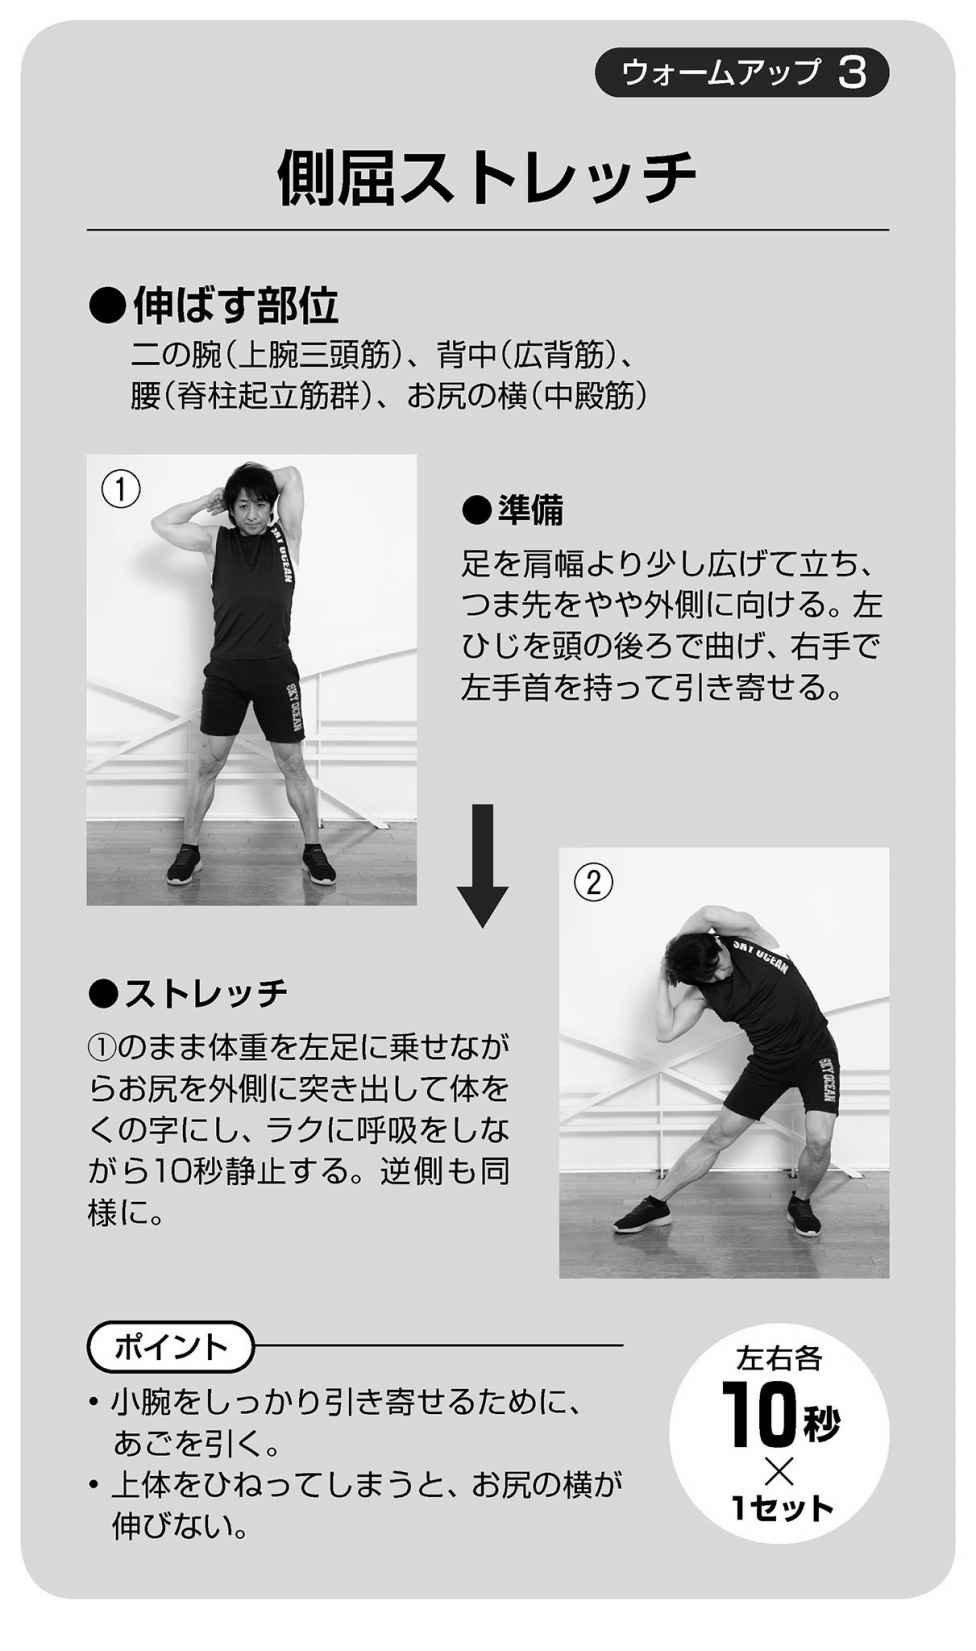 ウォームアップ 3
側屈ストレッチ
●伸ばす部位
二の腕（上腕三頭筋）、背中（広背筋）、
腰（脊柱起立筋群）、お尻の横（中殿筋）
①
SKY OCEAN
SKY OCEAN
●準備
足を肩幅より少し広げて立ち、
つま先をやや外側に向ける。左
ひじを頭の後ろで曲げ、右手で
左手首を持って引き寄せる。
②
SKY OCEAN
SKY OCEAN
●ストレッチ
①のまま体重を左足に乗せなが
らお尻を外側に突き出して体を
くの字にし、ラクに呼吸をしな
がら10秒静止する。逆側も同
様に。
ポイント
・小腕をしっかり引き寄せるために、
あごを引く。
・上体をひねってしまうと、お尻の横が
伸びない。
左右各
10秒
×
1セット